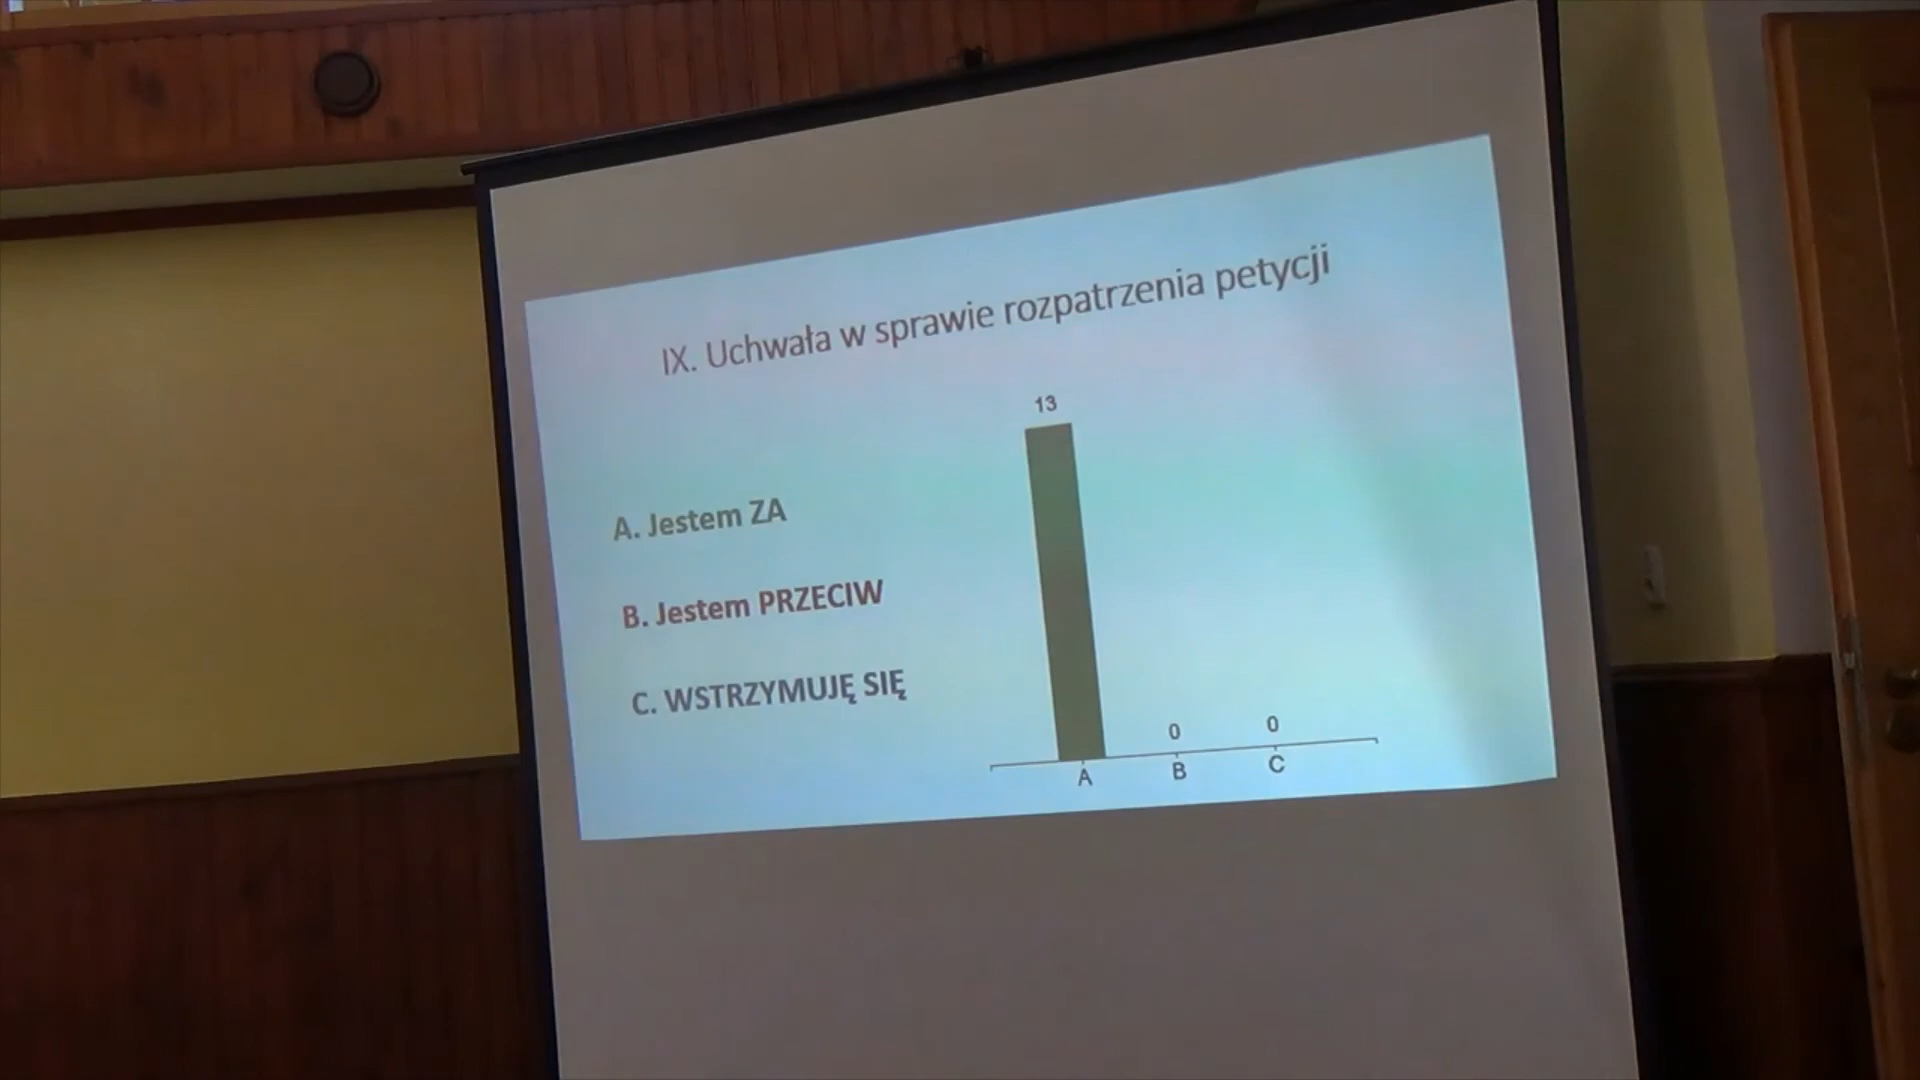 IX. Uchwała w sprawie rozpatrzenia petycji
13
A. Jestem ZA
B. Jestem PRZECIW
C. WSTRZYMUJĘ SIĘ
0 0
A B C